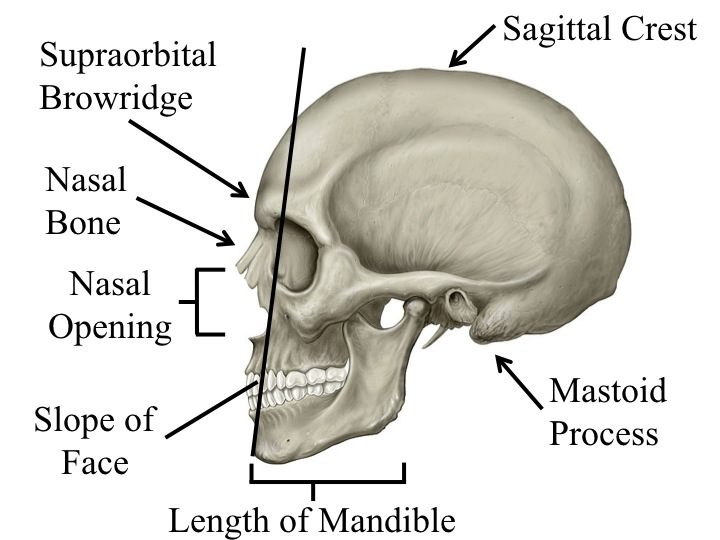 Sagittal Crest
Supraorbital
Browridge
Nasal
Bone
Nasal
Opening
Slope of
Face
Mastoid
Process
Length of Mandible